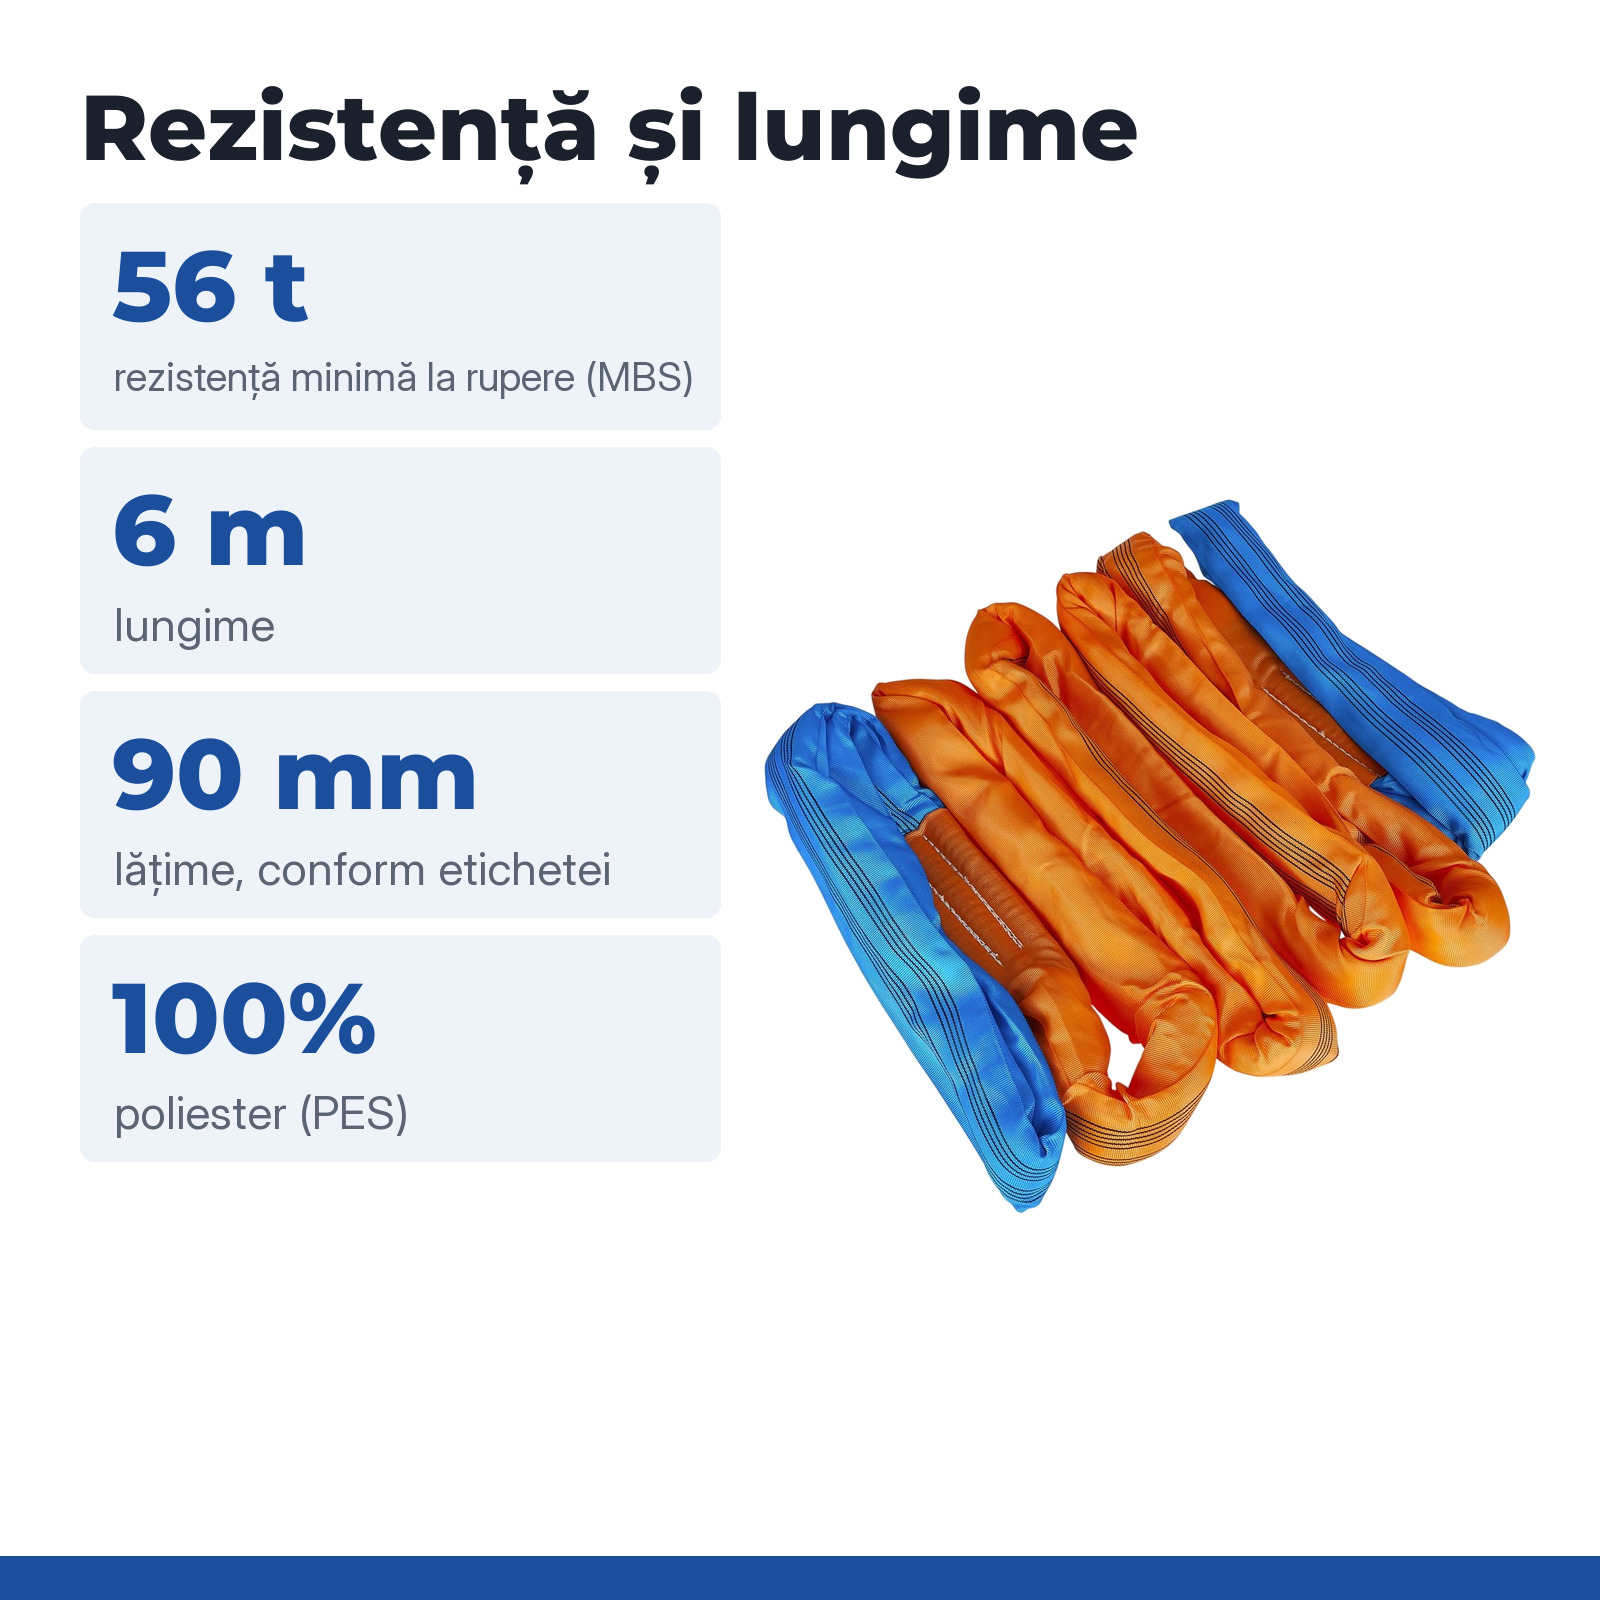 Rezistență și lungime
56 t
rezistență minimă la rupere (MBS)
6 m
lungime
90 mm
lățime, conform etichetei
100%
poliester (PES)